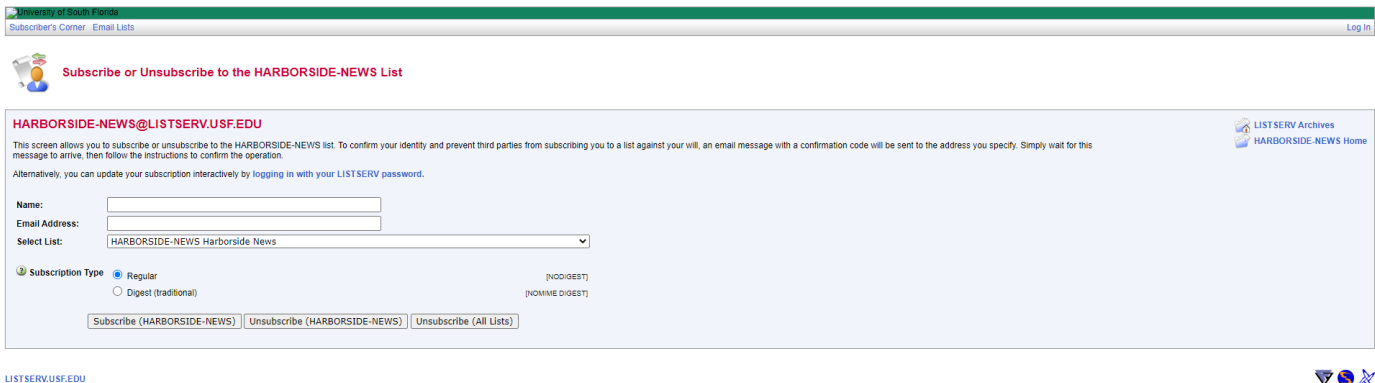 University of South Florida
Subscriber's Corner Email Lists Log In
Subscribe or Unsubscribe to the HARBORSIDE-NEWS List
HARBORSIDE-NEWS@LISTSERV.USF.EDU
LISTSERV Archives
HARBORSIDE-NEWS Home
This screen allows you to subscribe or unsubscribe to the HARBORSIDE-NEWS list. To confirm your identity and prevent third parties from subscribing you to a list against your will, an email message with a confirmation code will be sent to the address you specify. Simply wait for this
message to arrive, then follow the instructions to confirm the operation.
Alternatively, you can update your subscription interactively by logging in with your LISTSERV password.
Name:
Email Address:
Select List: HARBORSIDE-NEWS Harborside News
Subscription Type Regular [NODIGEST]
Digest (traditional) [NOMIME DIGEST]
Subscribe (HARBORSIDE-NEWS) Unsubscribe (HARBORSIDE-NEWS) Unsubscribe (All Lists)
LISTSERV.USF.EDU